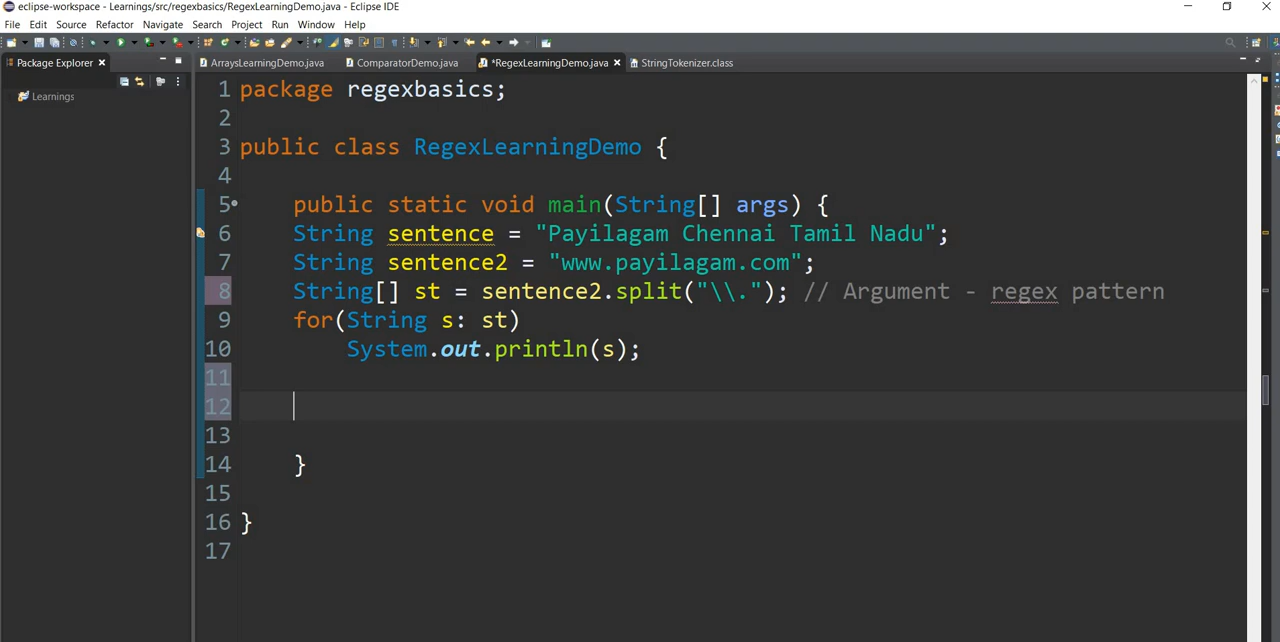 eclipse-workspace - Learnings/src/regexbasics/RegexLearningDemo.java - Eclipse IDE
File Edit Source Refactor Navigate Search Project Run Window Help
Package Explorer
ArraysLearningDemo.java ComparatorDemo.java *RegexLearningDemo.java StringTokenizer.class
Learnings
1 package regexbasics;
2
3 public class RegexLearningDemo {
4
5 public static void main(String[] args) {
6 String sentence = "Payilagam Chennai Tamil Nadu";
7 String sentence2 = "www.payilagam.com";
8 String[] st = sentence2.split("\\."); // Argument - regex pattern
9 for(String s: st)
10 System.out.println(s);
11
12
13
14 }
15
16 }
17